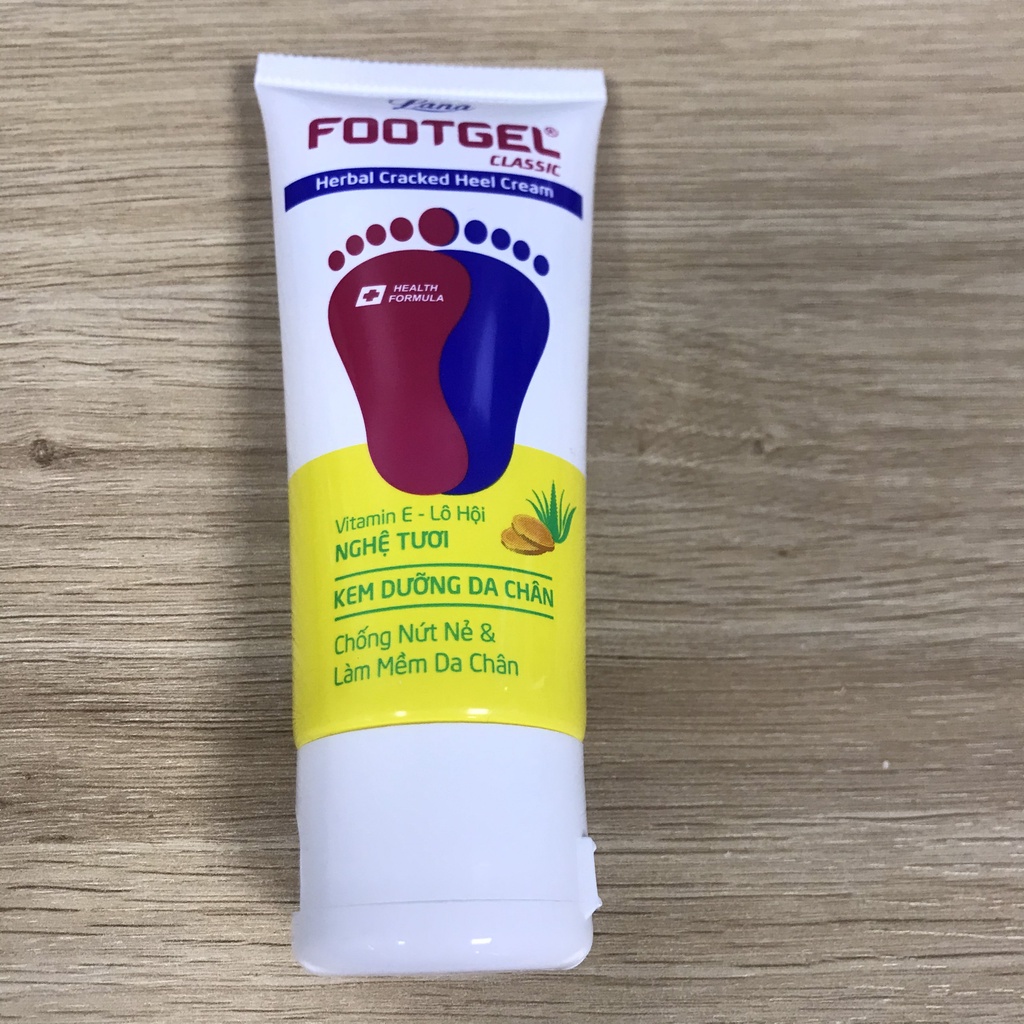 Lana
FOOTGEL®
CLASSIC
Herbal Cracked Heel Cream
HEALTH
FORMULA
Vitamin E - Lô Hội
NGHỆ TƯƠI
KEM DƯỠNG DA CHÂN
Chống Nứt Nẻ &
Làm Mềm Da Chân